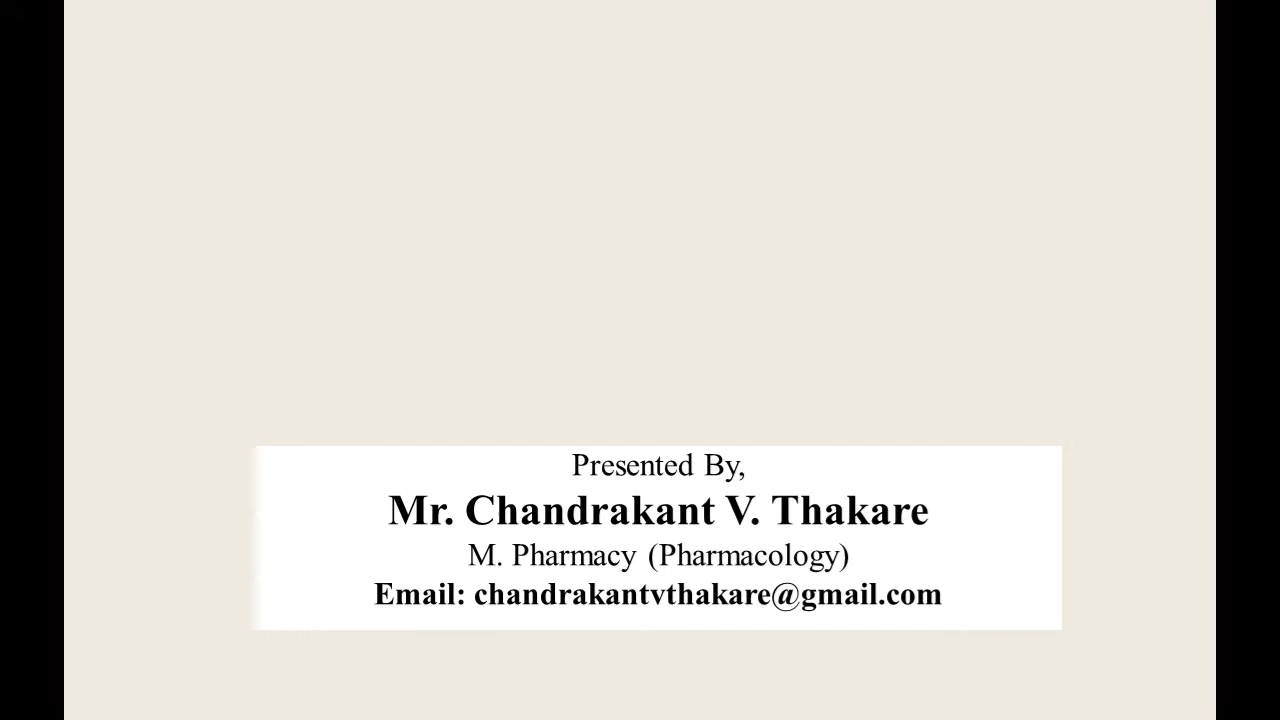 Presented By,
Mr. Chandrakant V. Thakare
M. Pharmacy (Pharmacology)
Email: chandrakantvthakare@gmail.com